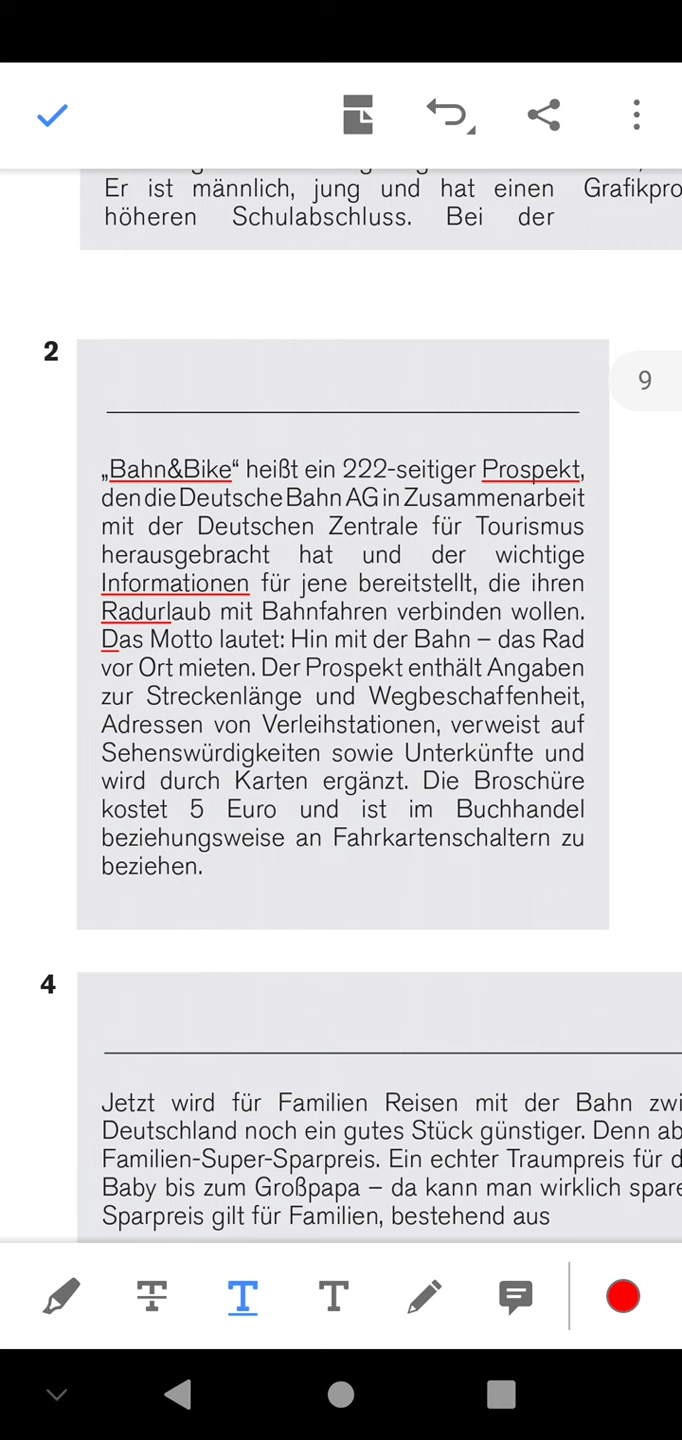 Er ist männlich, jung und hat einen Grafikpro
höheren Schulabschluss. Bei der
2
9
„Bahn&Bike“ heißt ein 222-seitiger Prospekt,
den die Deutsche Bahn AG in Zusammenarbeit
mit der Deutschen Zentrale für Tourismus
herausgebracht hat und der wichtige
Informationen für jene bereitstellt, die ihren
Radurlaub mit Bahnfahren verbinden wollen.
Das Motto lautet: Hin mit der Bahn – das Rad
vor Ort mieten. Der Prospekt enthält Angaben
zur Streckenlänge und Wegbeschaffenheit,
Adressen von Verleihstationen, verweist auf
Sehenswürdigkeiten sowie Unterkünfte und
wird durch Karten ergänzt. Die Broschüre
kostet 5 Euro und ist im Buchhandel
beziehungsweise an Fahrkartenschaltern zu
beziehen.
4
Jetzt wird für Familien Reisen mit der Bahn zwi
Deutschland noch ein gutes Stück günstiger. Denn ab
Familien-Super-Sparpreis. Ein echter Traumpreis für d
Baby bis zum Großpapa – da kann man wirklich spare
Sparpreis gilt für Familien, bestehend aus